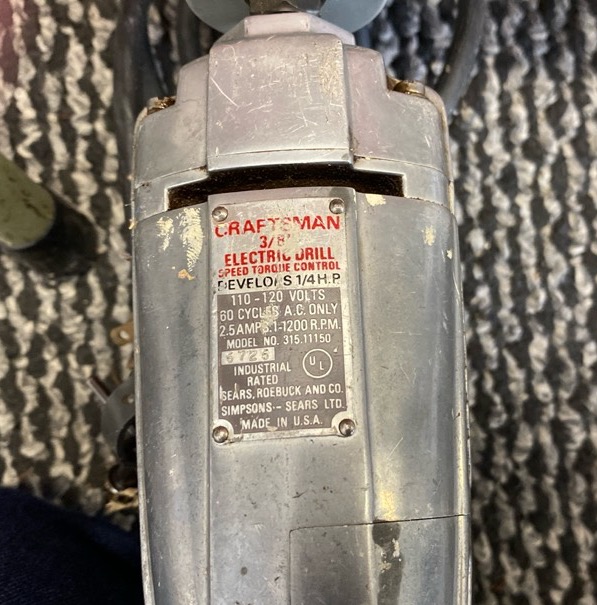 CRAFTSMAN
3/8"
ELECTRIC DRILL
SPEED TORQUE CONTROL
DEVELOPS 1/4 H.P.
110-120 VOLTS
60 CYCLES A.C. ONLY
2.5 AMPS.1-1200 R.P.M.
MODEL NO. 315.11150
UL
INDUSTRIAL
RATED
SEARS, ROEBUCK AND CO.
SIMPSONS-SEARS LTD.
MADE IN U.S.A.